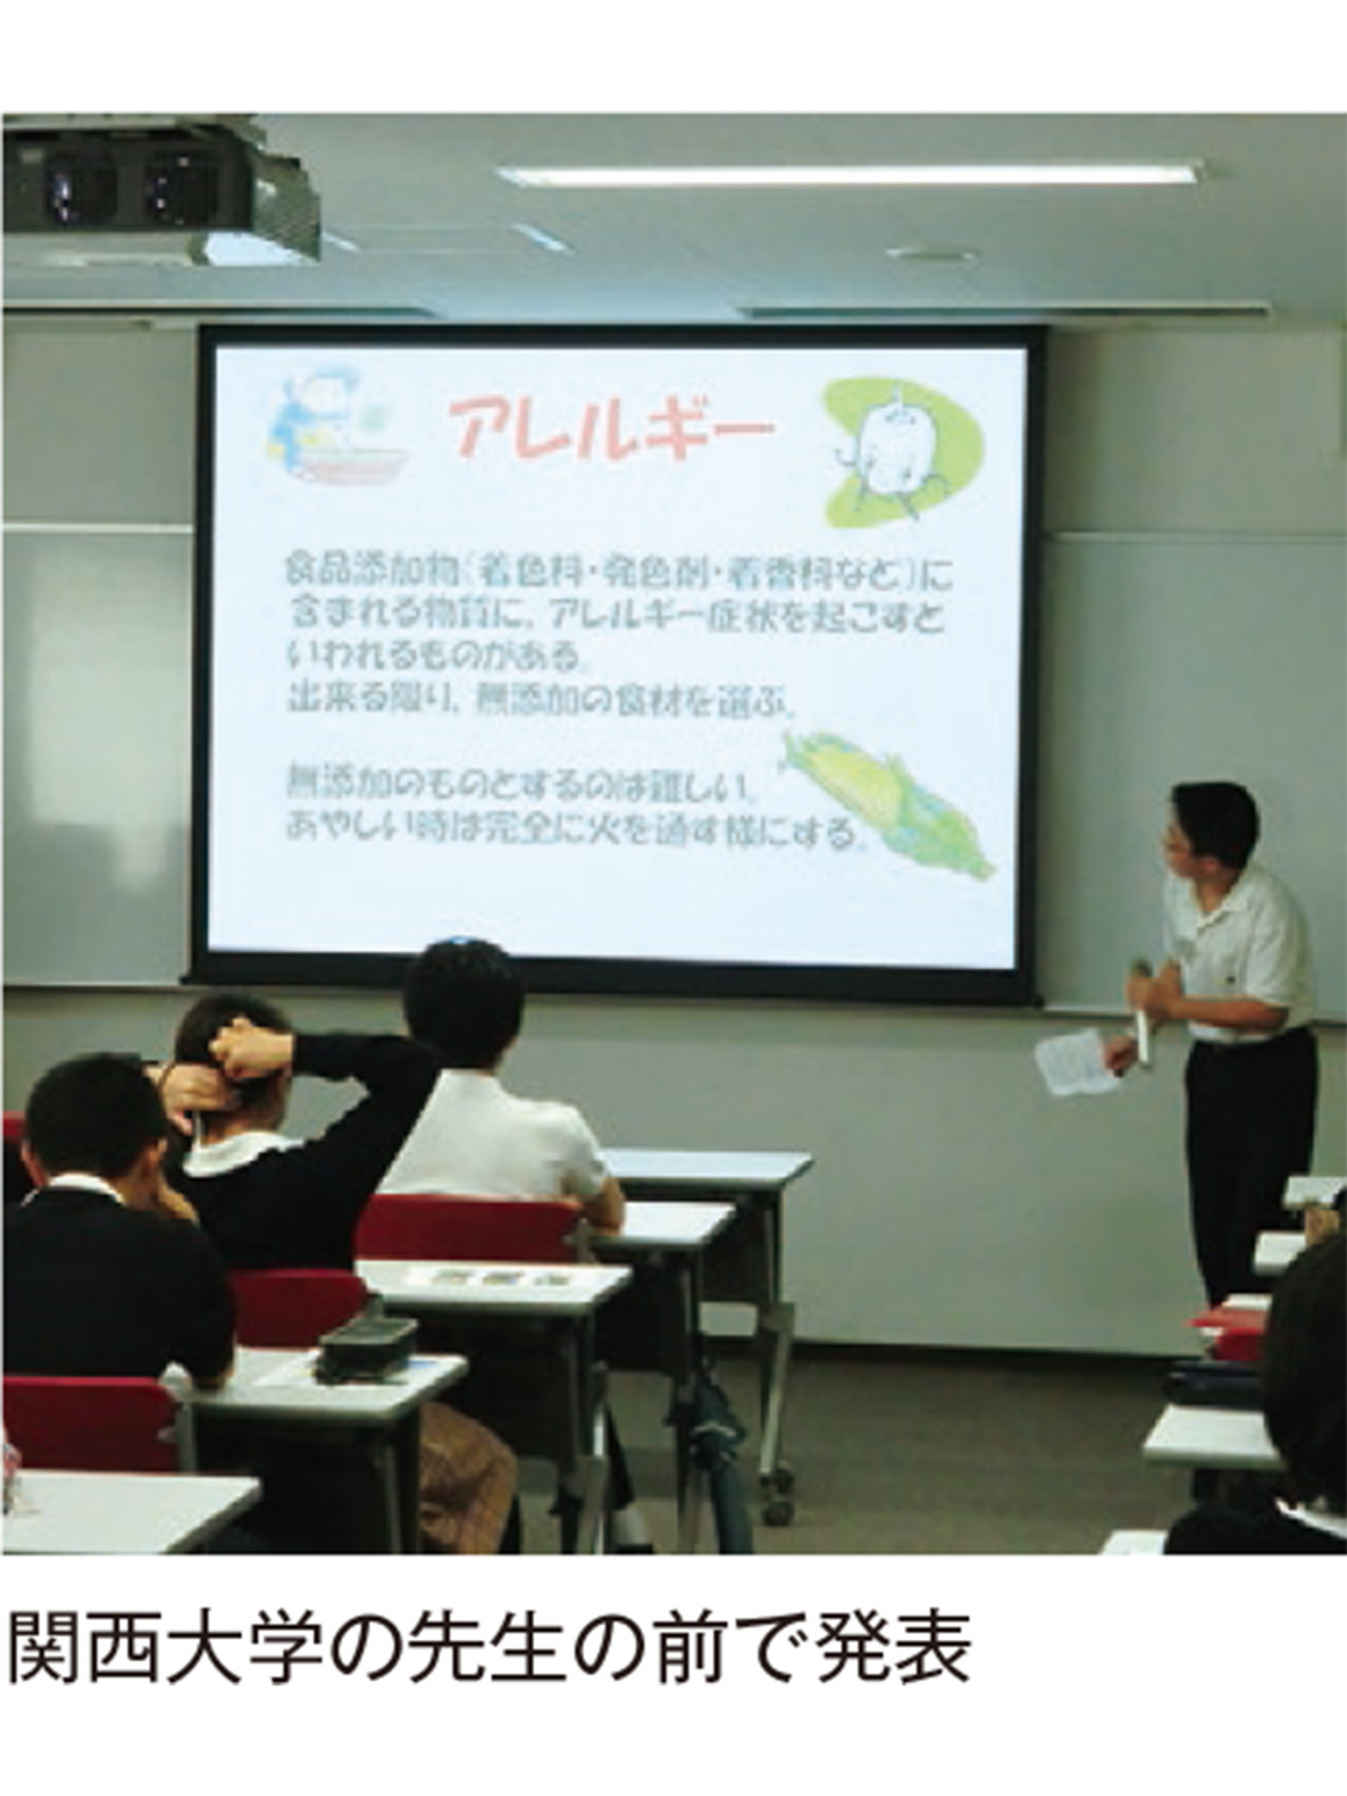 アレルギー
食品添加物(着色料・発色剤・着香料など)に
含まれる物質に、アレルギー症状を起こすと
いわれるものがある。
出来る限り、無添加の食材を選ぶ。
無添加のものとするのは難しい。
あやしい時は完全に火を通す様にする。
関西大学の先生の前で発表